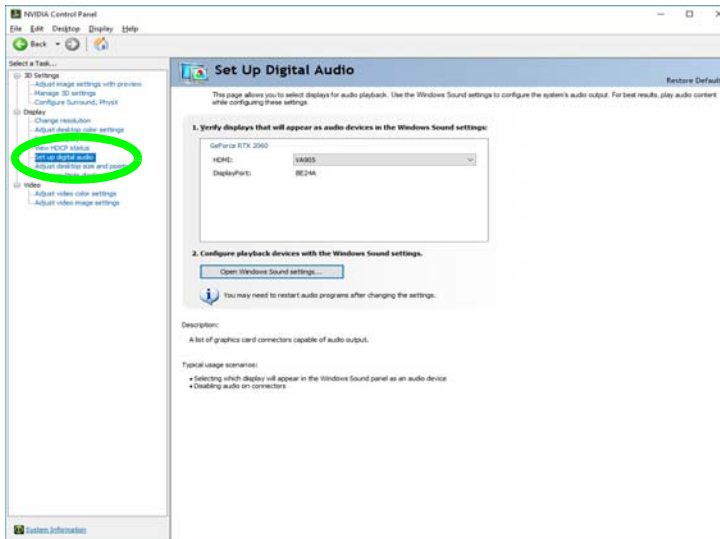 NVIDIA Control Panel
File Edit Desktop Display Help
Back
Select a Task...
3D Settings
Adjust image settings with preview
Manage 3D settings
Configure Surround, PhysX
Display
Change resolution
Adjust desktop color settings
View HDCP status
Set up digital audio
Adjust desktop size and position
Video
Adjust video color settings
Adjust video image settings
System Information
Set Up Digital Audio
Restore Default
This page allows you to select displays for audio playback. Use the Windows Sound settings to configure the system's audio output. For best results, play audio content
while configuring these settings.
1. Verify displays that will appear as audio devices in the Windows Sound settings:
GeForce RTX 2060
HDMI: VA90S
DisplayPort: BE24A
2. Configure playback devices with the Windows Sound settings.
Open Windows Sound settings...
You may need to restart audio programs after changing the settings.
Description:
A list of graphics card connectors capable of audio output.
Typical usage scenarios:
• Selecting which display will appear in the Windows Sound panel as an audio device
• Disabling audio on connectors